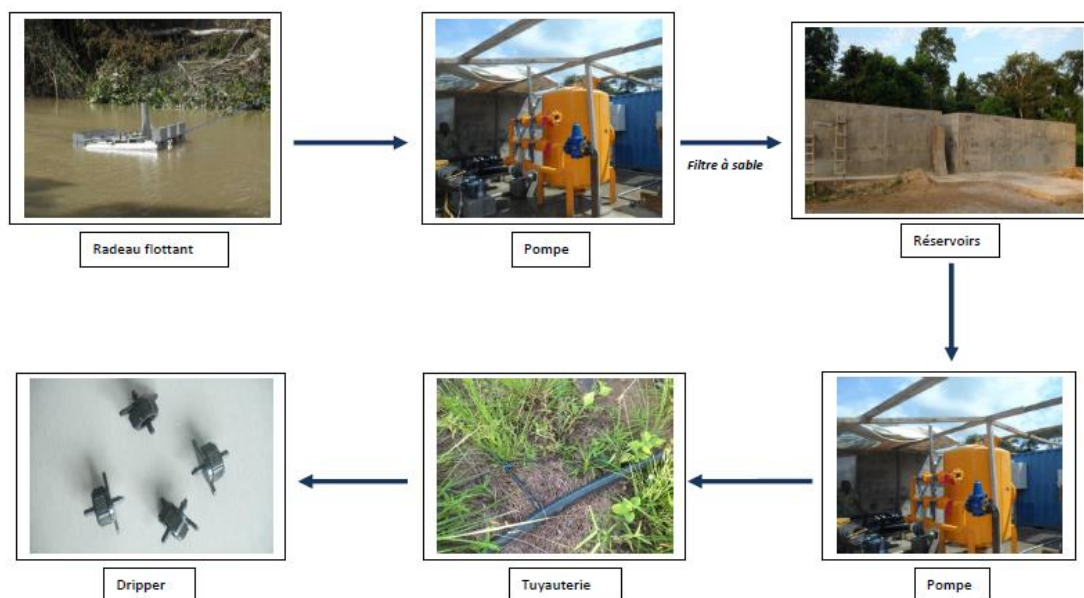 Radeau flottant
Pompe
Filtre à sable
Réservoirs
Pompe
Tuyauterie
Dripper